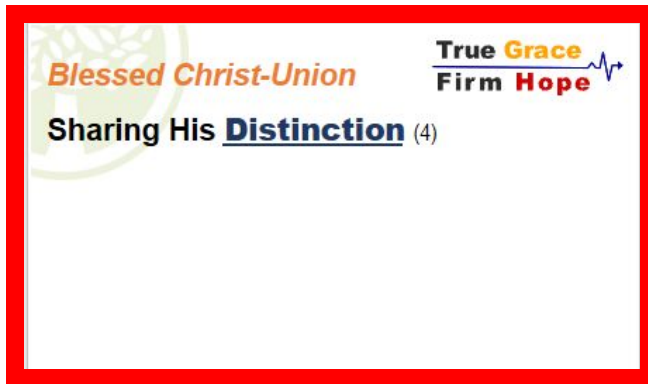 True Grace
Firm Hope
Blessed Christ-Union
Sharing His Distinction (4)